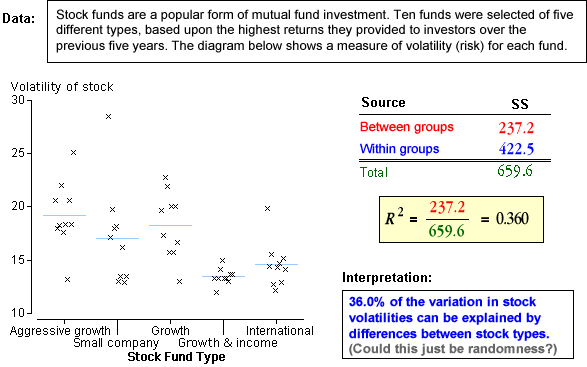 Data:
Stock funds are a popular form of mutual fund investment. Ten funds were selected of five
different types, based upon the highest returns they provided to investors over the
previous five years. The diagram below shows a measure of volatility (risk) for each fund.
Volatility of stock
30
25
20
15
10
Aggressive growth
Small company
Growth
Growth & income
International
Stock Fund Type
Source SS
Between groups 237.2
Within groups 422.5
Total 659.6
R² = 237.2 / 659.6 = 0.360
Interpretation:
36.0% of the variation in stock
volatilities can be explained by
differences between stock types.
(Could this just be randomness?)